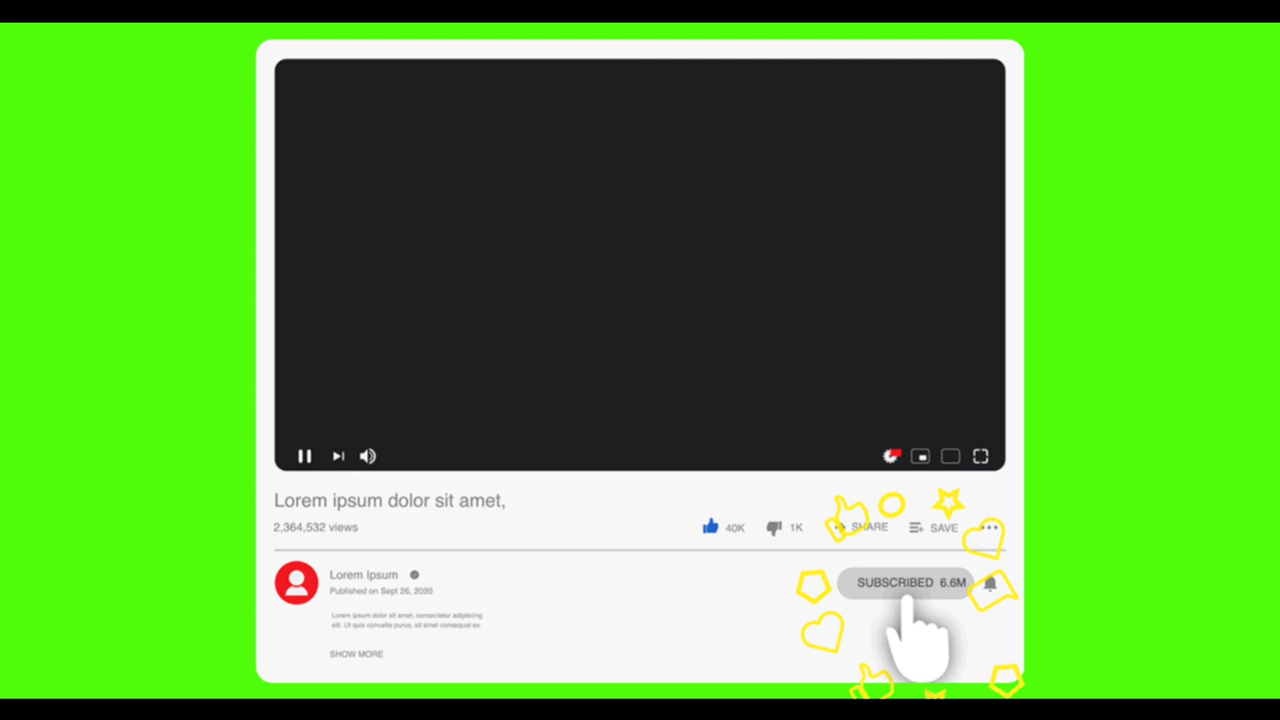 Lorem ipsum dolor sit amet,
2,364,532 views
40K 1K SHARE SAVE
Lorem Ipsum
Published on Sept 26, 2020
SUBSCRIBED 6.6M
Lorem ipsum dolor sit amet, consectetur adipiscing
elit. Ut quis convallis purus, sit amet consequat ex.
SHOW MORE